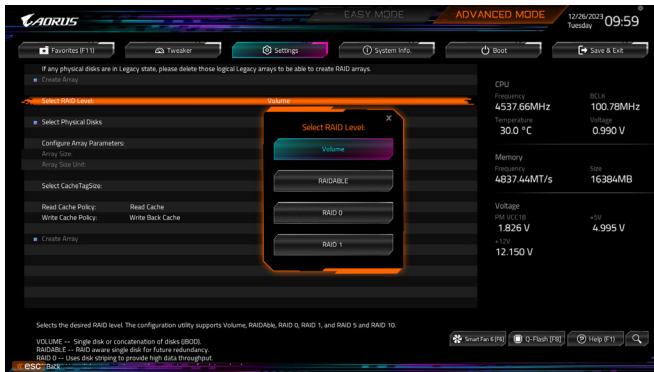 AORUS
EASY MODE
ADVANCED MODE
12/26/2023
Tuesday
09:59
Favorites (F11)
Tweaker
Settings
System Info.
Boot
Save & Exit
If any physical disks are in Legacy state, please delete those logical Legacy arrays to be able to create RAID arrays.
Create Array
Select RAID Level:
Volume
Select Physical Disks
Configure Array Parameters:
Array Size:
Array Size Unit:
Select CacheTagSize:
Read Cache Policy: Read Cache
Write Cache Policy: Write Back Cache
Create Array
X
Select RAID Level:
Volume
RAIDABLE
RAID 0
RAID 1
CPU
Frequency BCLK
4537.66MHz 100.78MHz
Temperature Voltage
30.0 °C 0.990 V
Memory
Frequency Size
4837.44MT/s 16384MB
Voltage
PM VCC18 +5V
1.826 V 4.995 V
+12V
12.150 V
Selects the desired RAID level. The configuration utility supports Volume, RAIDAble, RAID 0, RAID 1, and RAID 5 and RAID 10.
VOLUME -- Single disk or concatenation of disks (JBOD).
RAIDABLE -- RAID aware single disk for future redundancy.
RAID 0 -- Uses disk striping to provide high data throughput.
Smart Fan 6 (F6)
Q-Flash (F8)
Help (F1)
esc Back